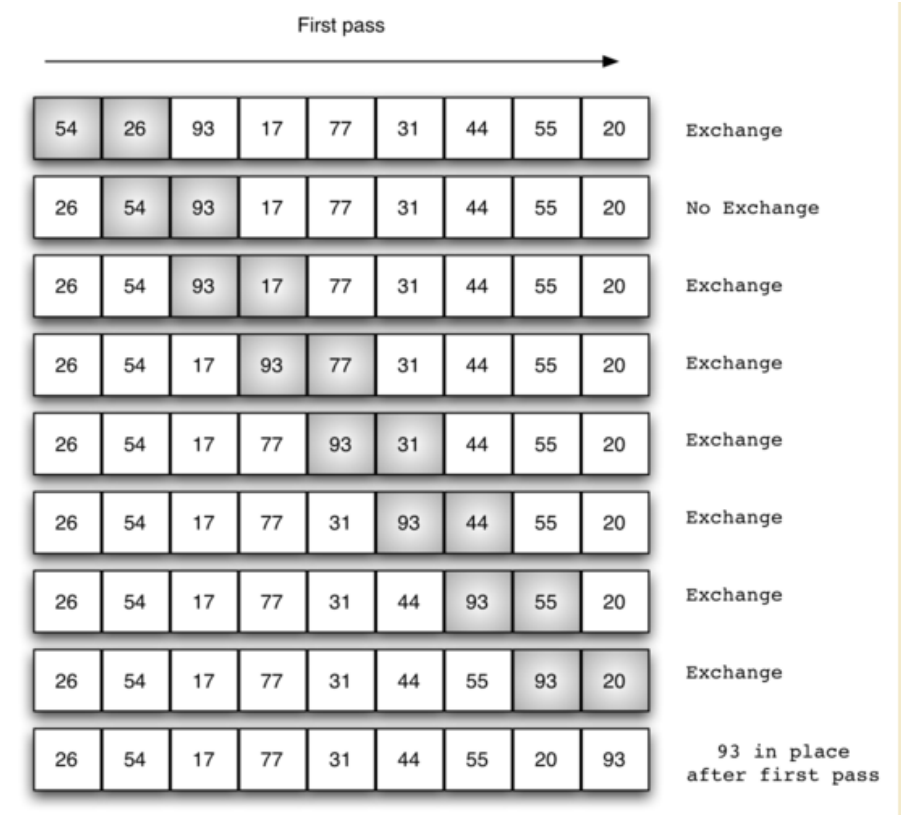 First pass
54 26 93 17 77 31 44 55 20 Exchange
26 54 93 17 77 31 44 55 20 No Exchange
26 54 93 17 77 31 44 55 20 Exchange
26 54 17 93 77 31 44 55 20 Exchange
26 54 17 77 93 31 44 55 20 Exchange
26 54 17 77 31 93 44 55 20 Exchange
26 54 17 77 31 44 93 55 20 Exchange
26 54 17 77 31 44 55 93 20 Exchange
26 54 17 77 31 44 55 20 93
93 in place
after first pass